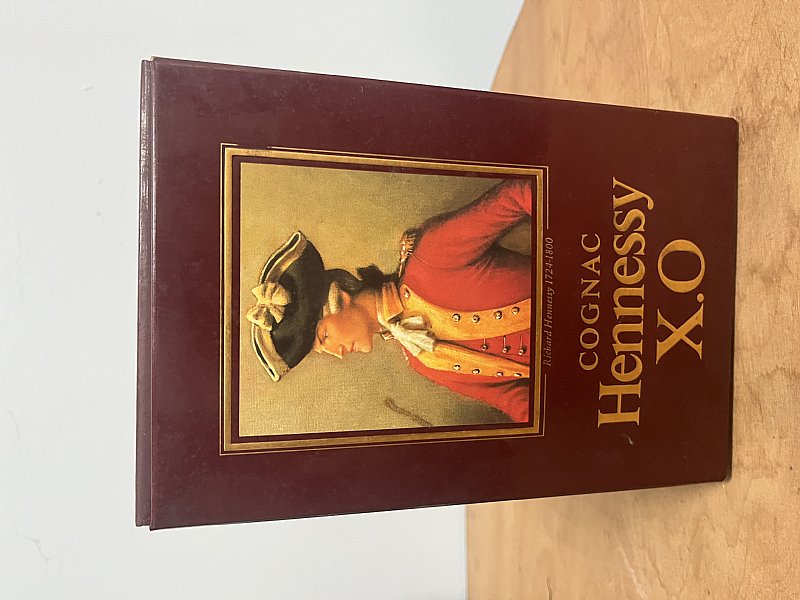 Richard Hennessy 1724-1800
COGNAC
Hennessy
X.O